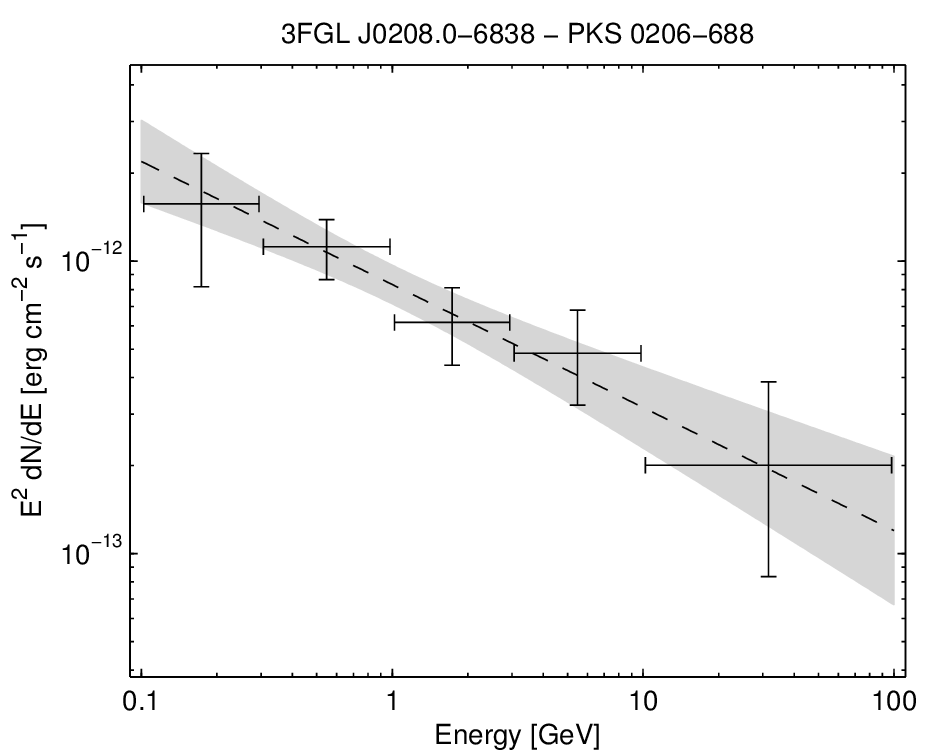 3FGL J0208.0−6838 − PKS 0206−688
E² dN/dE [erg cm⁻² s⁻¹]
10⁻¹²
10⁻¹³
0.1 1 10 100
Energy [GeV]